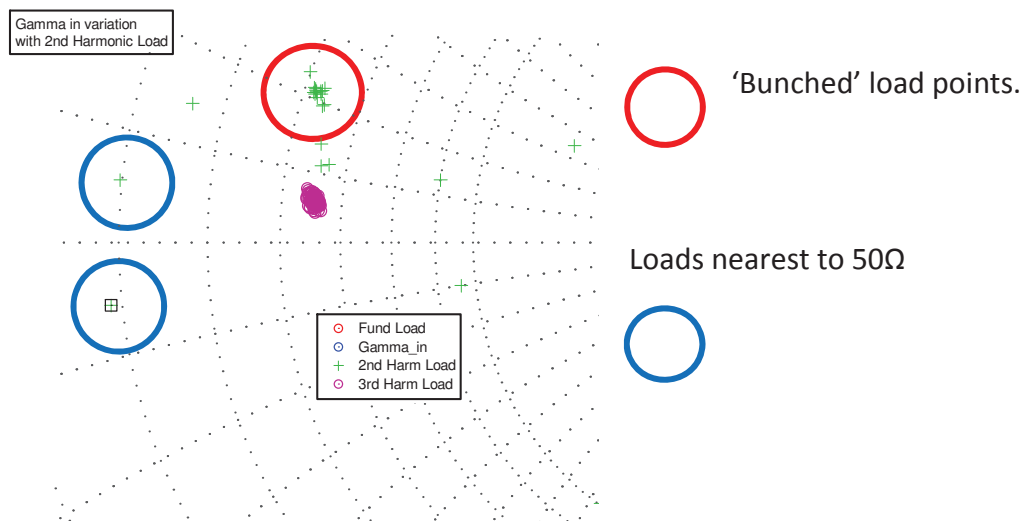 Gamma in variation
with 2nd Harmonic Load
‘Bunched’ load points.
Loads nearest to 50Ω
Fund Load
Gamma_in
2nd Harm Load
3rd Harm Load